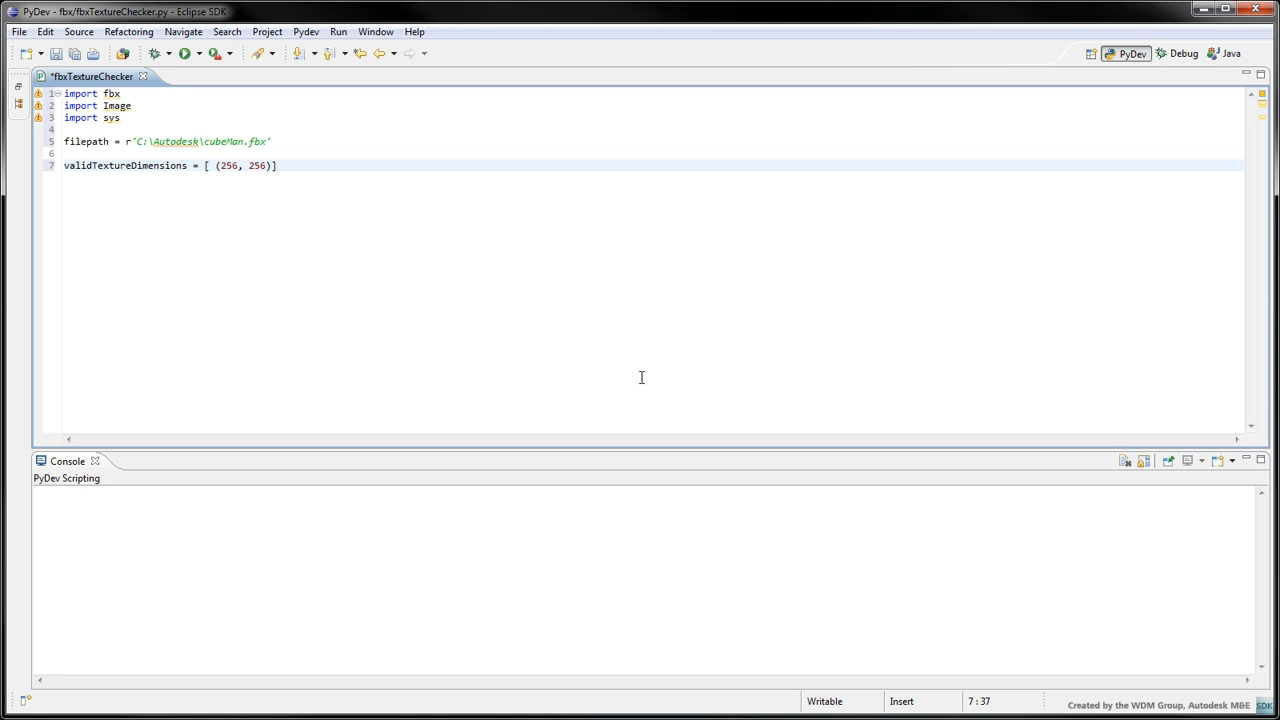 PyDev - fbx/fbxTextureChecker.py - Eclipse SDK
File Edit Source Refactoring Navigate Search Project Pydev Run Window Help
PyDev Debug Java
*fbxTextureChecker
1 import fbx
2 import Image
3 import sys
4
5 filepath = r'C:\Autodesk\cubeMan.fbx'
6
7 validTextureDimensions = [ (256, 256)]
Console
PyDev Scripting
Writable Insert 7 : 37
Created by the WDM Group, Autodesk M&E SDK